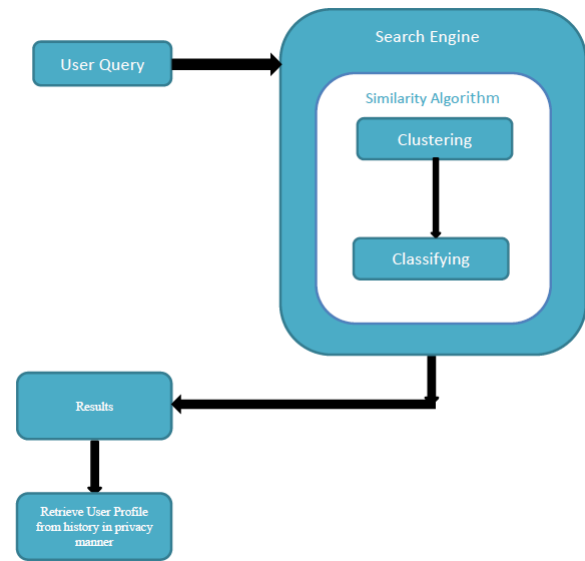 Search Engine
User Query
Similarity Algorithm
Clustering
Classifying
Results
Retrieve User Profile
from history in privacy
manner